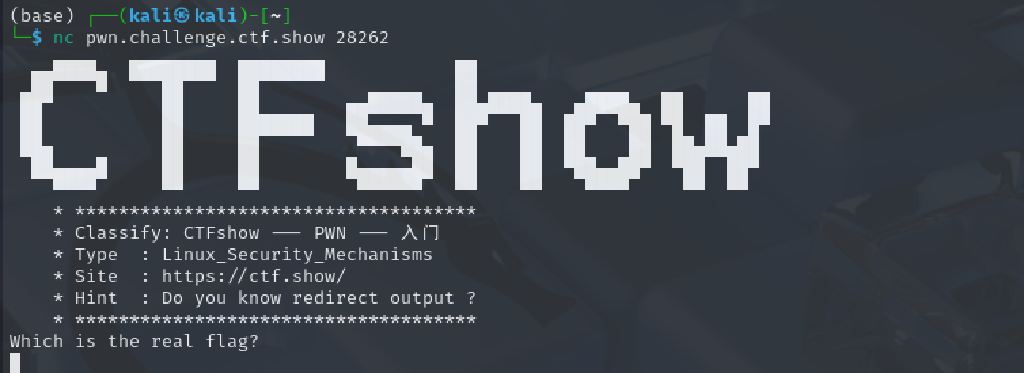 (base) ┌──(kali㉿kali)-[~]
└─$ nc pwn.challenge.ctf.show 28262
CTFshow
* *************************************
* Classify: CTFshow ─── PWN ─── 入门
* Type  : Linux_Security_Mechanisms
* Site  : https://ctf.show/
* Hint  : Do you know redirect output ?
* *************************************
Which is the real flag?